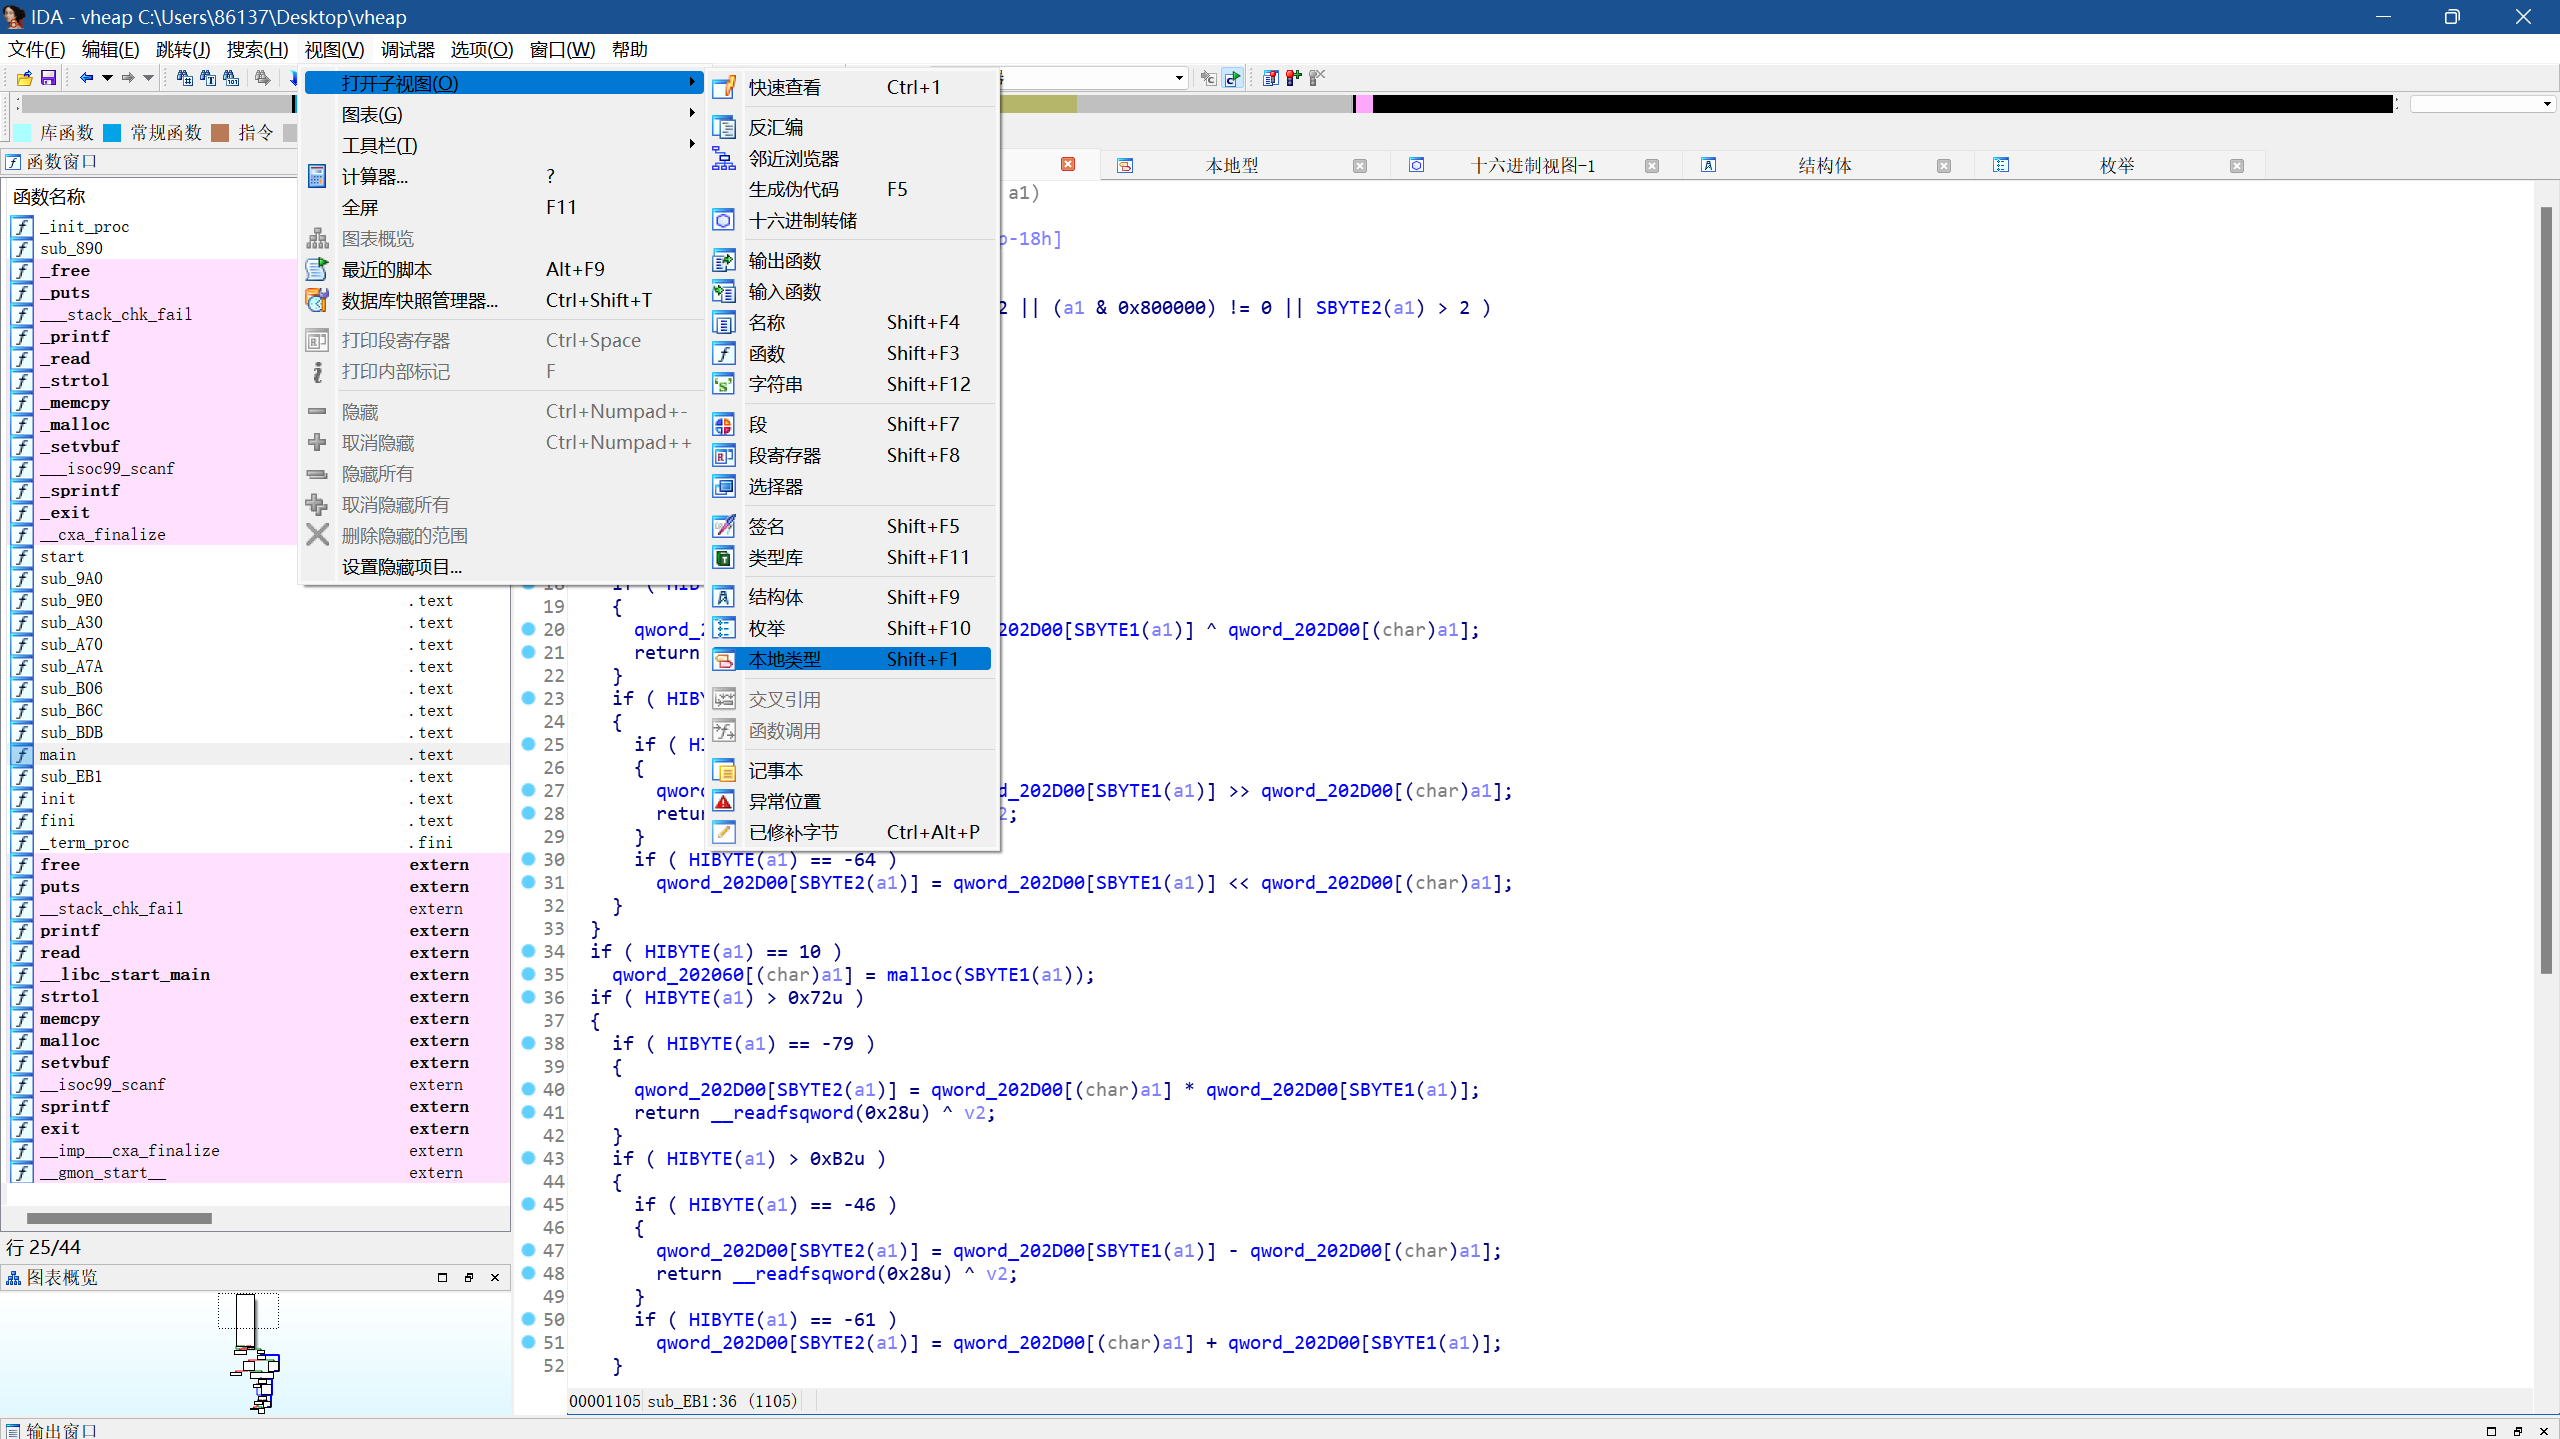 IDA - vheap C:\Users\86137\Desktop\vheap
文件(F) 编辑(E) 跳转(J) 搜索(H) 视图(V) 调试器 选项(O) 窗口(W) 帮助
库函数 常规函数 指令
函数窗口
函数名称
_init_proc
sub_890
_free
_puts
___stack_chk_fail
_printf
_read
_strtol
_memcpy
_malloc
_setvbuf
___isoc99_scanf
_sprintf
_exit
__cxa_finalize
start
sub_9A0
sub_9E0 .text
sub_A30 .text
sub_A70 .text
sub_A7A .text
sub_B06 .text
sub_B6C .text
sub_BDB .text
main .text
sub_EB1 .text
init .text
fini .text
_term_proc .fini
free extern
puts extern
__stack_chk_fail extern
printf extern
read extern
__libc_start_main extern
strtol extern
memcpy extern
malloc extern
setvbuf extern
__isoc99_scanf extern
sprintf extern
exit extern
__imp___cxa_finalize extern
__gmon_start__ extern
行 25/44
图表概览
打开子视图(O)
图表(G)
工具栏(T)
计算器... ?
全屏 F11
图表概览
最近的脚本 Alt+F9
数据库快照管理器... Ctrl+Shift+T
打印段寄存器 Ctrl+Space
打印内部标记 F
隐藏 Ctrl+Numpad+-
取消隐藏 Ctrl+Numpad++
隐藏所有
取消隐藏所有
删除隐藏的范围
设置隐藏项目...
快速查看 Ctrl+1
反汇编
邻近浏览器
生成伪代码 F5
十六进制转储
输出函数
输入函数
名称 Shift+F4
函数 Shift+F3
字符串 Shift+F12
段 Shift+F7
段寄存器 Shift+F8
选择器
签名 Shift+F5
类型库 Shift+F11
结构体 Shift+F9
枚举 Shift+F10
本地类型 Shift+F1
交叉引用
函数调用
记事本
异常位置
已修补字节 Ctrl+Alt+P
本地型 十六进制视图-1 结构体 枚举
a1)
-18h]
2 || (a1 & 0x800000) != 0 || SBYTE2(a1) > 2 )
19 {
20 qword_2 202D00[SBYTE1(a1)] ^ qword_202D00[(char)a1];
21 return
22 }
23 if ( HIBY
24 {
25 if ( HI
26 {
27 qword d_202D00[SBYTE1(a1)] >> qword_202D00[(char)a1];
28 retur 2;
29 }
30 if ( HIBYTE(a1) == -64 )
31 qword_202D00[SBYTE2(a1)] = qword_202D00[SBYTE1(a1)] << qword_202D00[(char)a1];
32 }
33 }
34 if ( HIBYTE(a1) == 10 )
35 qword_202060[(char)a1] = malloc(SBYTE1(a1));
36 if ( HIBYTE(a1) > 0x72u )
37 {
38 if ( HIBYTE(a1) == -79 )
39 {
40 qword_202D00[SBYTE2(a1)] = qword_202D00[(char)a1] * qword_202D00[SBYTE1(a1)];
41 return __readfsqword(0x28u) ^ v2;
42 }
43 if ( HIBYTE(a1) > 0xB2u )
44 {
45 if ( HIBYTE(a1) == -46 )
46 {
47 qword_202D00[SBYTE2(a1)] = qword_202D00[SBYTE1(a1)] - qword_202D00[(char)a1];
48 return __readfsqword(0x28u) ^ v2;
49 }
50 if ( HIBYTE(a1) == -61 )
51 qword_202D00[SBYTE2(a1)] = qword_202D00[(char)a1] + qword_202D00[SBYTE1(a1)];
52 }
00001105 sub_EB1:36 (1105)
输出窗口